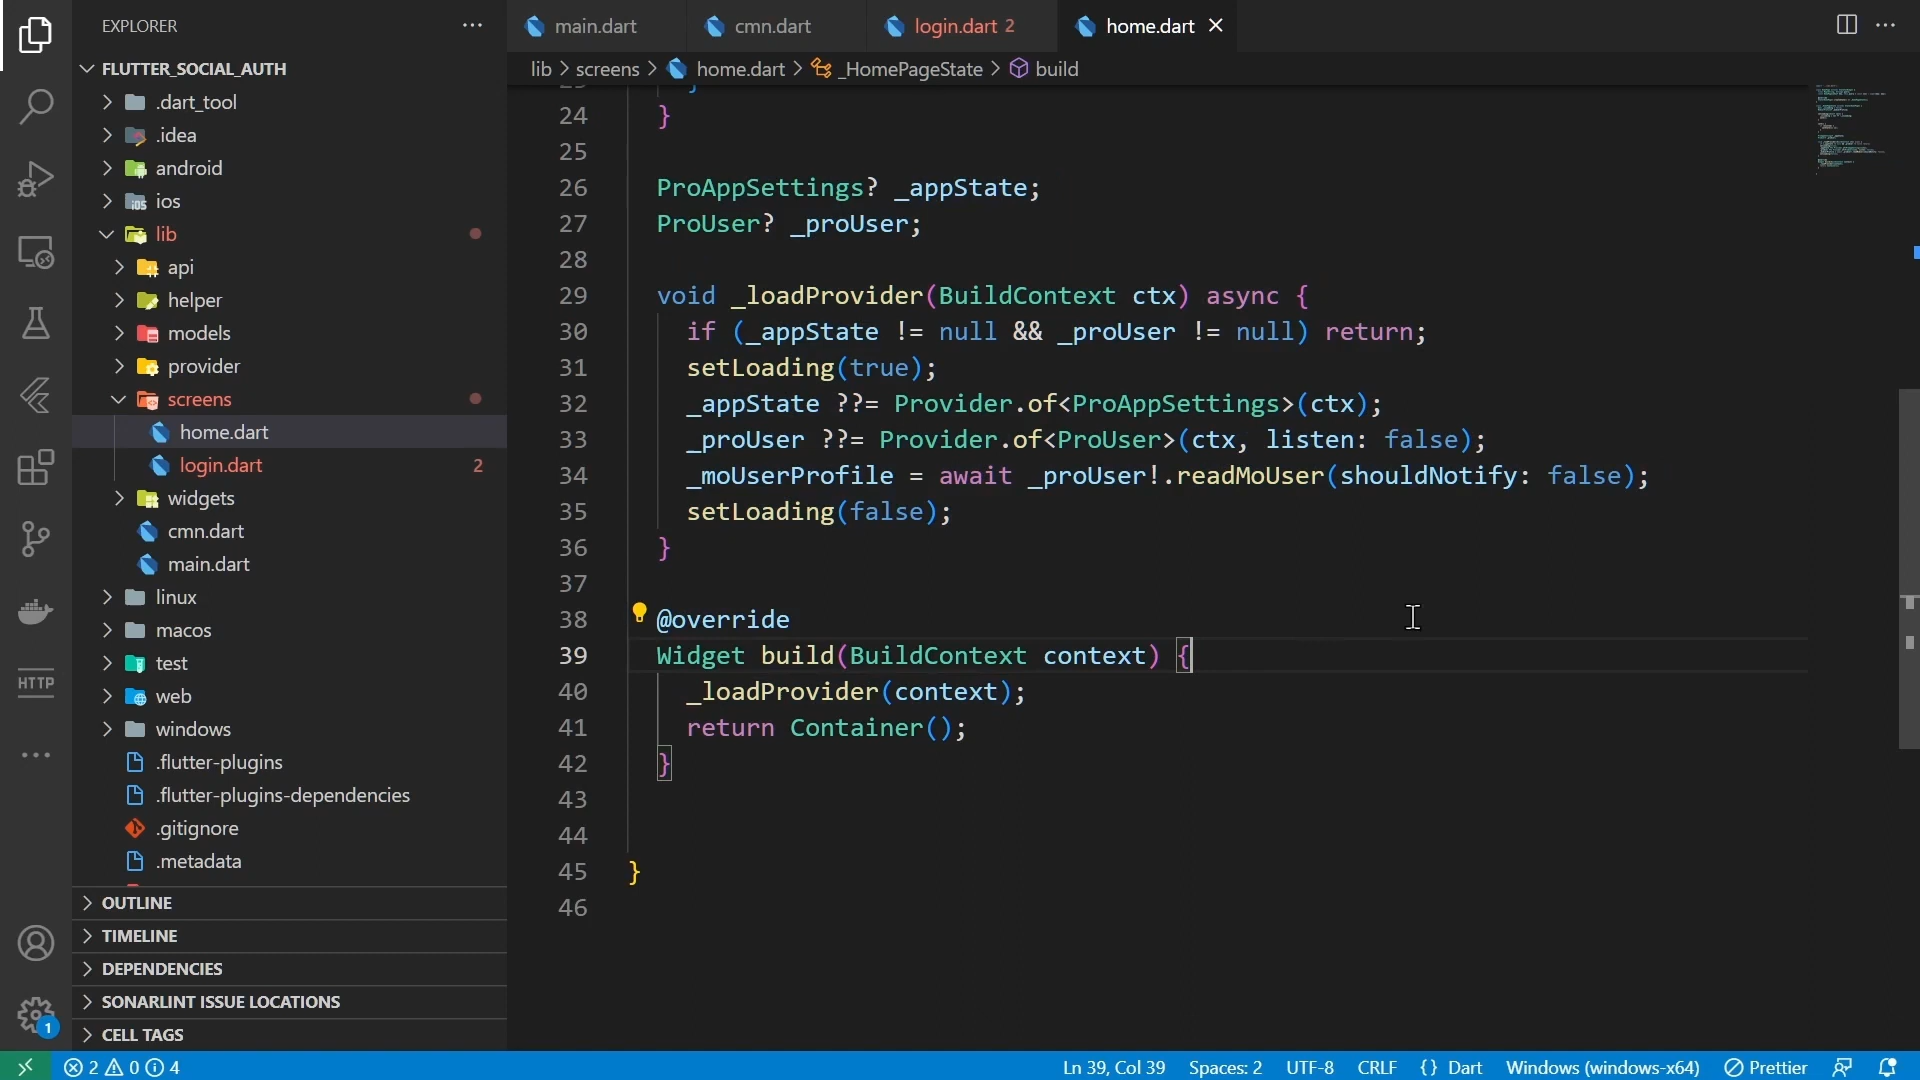 EXPLORER
FLUTTER_SOCIAL_AUTH
.dart_tool
.idea
android
ios
lib
api
helper
models
provider
screens
home.dart
login.dart 2
widgets
cmn.dart
main.dart
linux
macos
test
web
windows
.flutter-plugins
.flutter-plugins-dependencies
.gitignore
.metadata
OUTLINE
TIMELINE
DEPENDENCIES
SONARLINT ISSUE LOCATIONS
CELL TAGS
HTTP
1
main.dart cmn.dart login.dart 2 home.dart
lib > screens > home.dart > _HomePageState > build
24 }
25
26 ProAppSettings? _appState;
27 ProUser? _proUser;
28
29 void _loadProvider(BuildContext ctx) async {
30 if (_appState != null && _proUser != null) return;
31 setLoading(true);
32 _appState ??= Provider.of<ProAppSettings>(ctx);
33 _proUser ??= Provider.of<ProUser>(ctx, listen: false);
34 _moUserProfile = await _proUser!.readMoUser(shouldNotify: false);
35 setLoading(false);
36 }
37
38 @override
39 Widget build(BuildContext context) {
40 _loadProvider(context);
41 return Container();
42 }
43
44
45 }
46
2 0 4 Ln 39, Col 39 Spaces: 2 UTF-8 CRLF {} Dart Windows (windows-x64) Prettier